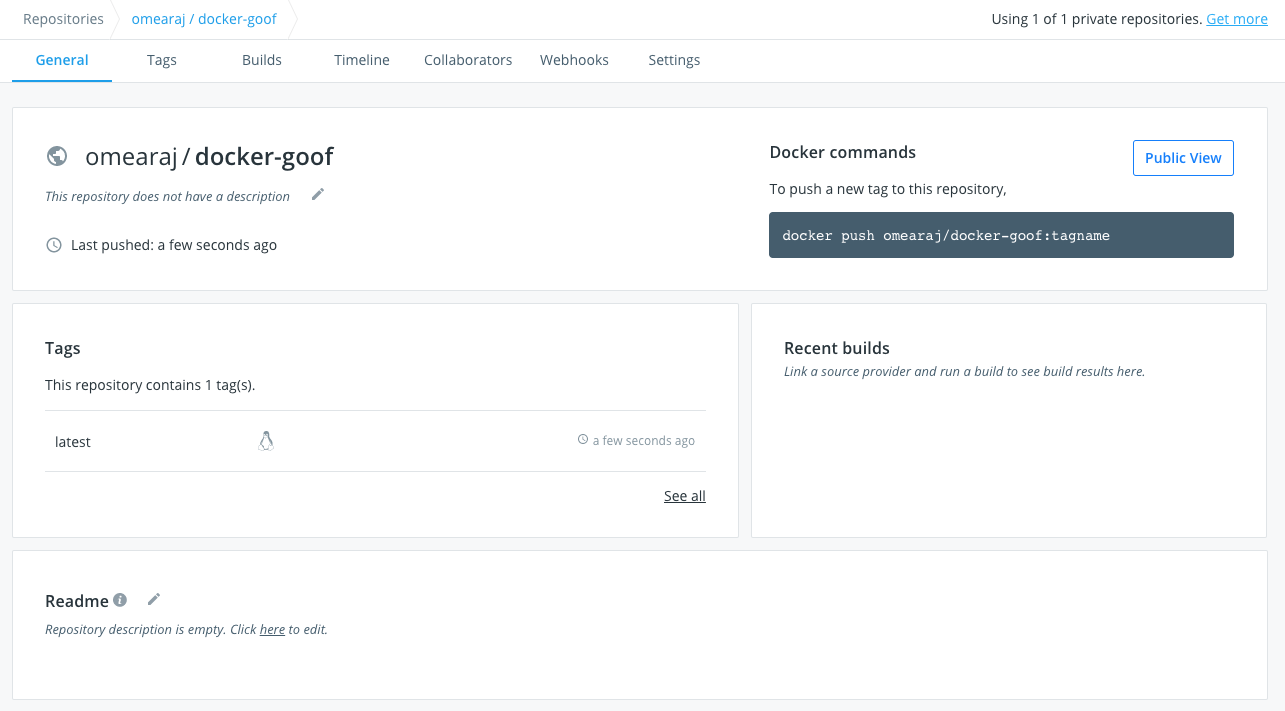 Repositories omearaj / docker-goof Using 1 of 1 private repositories. Get more
General Tags Builds Timeline Collaborators Webhooks Settings
omearaj / docker-goof
This repository does not have a description
Last pushed: a few seconds ago
Docker commands
Public View
To push a new tag to this repository,
docker push omearaj/docker-goof:tagname
Tags
This repository contains 1 tag(s).
latest a few seconds ago
See all
Recent builds
Link a source provider and run a build to see build results here.
Readme
Repository description is empty. Click here to edit.